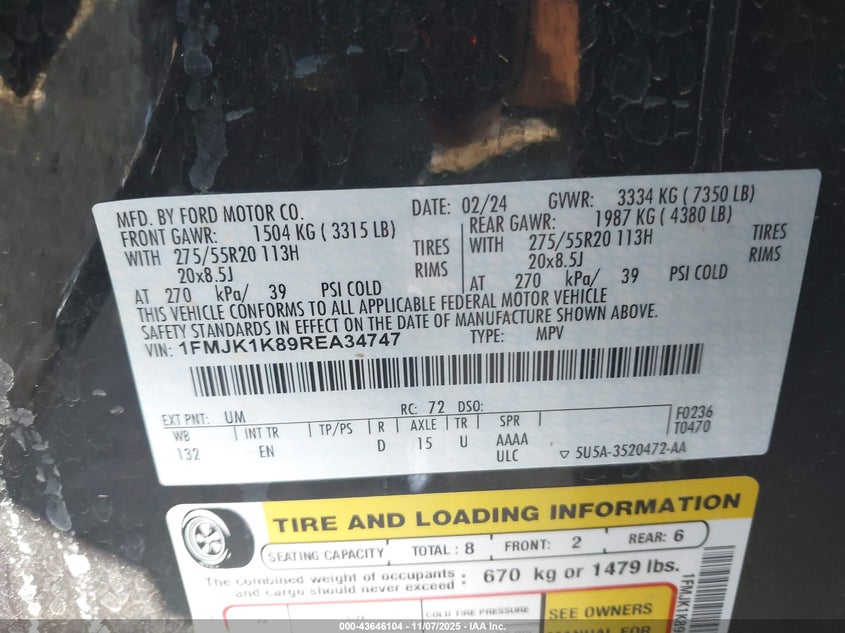 MFD. BY FORD MOTOR CO. DATE: 02/24 GVWR: 3334 KG ( 7350 LB)
FRONT GAWR: 1504 KG ( 3315 LB) REAR GAWR: 1987 KG ( 4380 LB)
WITH 275/55R20 113H TIRES WITH 275/55R20 113H TIRES
20x8.5J RIMS 20x8.5J RIMS
AT 270 kPa/ 39 PSI COLD AT 270 kPa/ 39 PSI COLD
THIS VEHICLE CONFORMS TO ALL APPLICABLE FEDERAL MOTOR VEHICLE
SAFETY STANDARDS IN EFFECT ON THE DATE OF MANUFACTURE SHOWN ABOVE.
VIN: 1FMJK1K89REA34747 TYPE: MPV
EXT PNT: UM RC: 72 DSO: F0236
WB INT TR TP/PS R AXLE TR SPR T0470
132 EN D 15 U AAAA
ULC 5U5A-3520472-AA
TIRE AND LOADING INFORMATION
SEATING CAPACITY TOTAL : 8 FRONT: 2 REAR: 6
The combined weight of occupants
and cargo should never exceed : 670 kg or 1479 lbs.
COLD TIRE PRESSURE SEE OWNERS
MANUAL FOR
1FMJK1K89
000-43646104 - 11/07/2025 - IAA Inc.